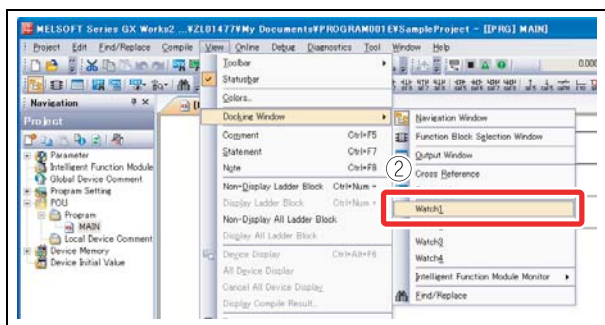 MELSOFT Series GX Works2 ...¥ZL01477¥My Documents¥PROGRAM001E¥SampleProject - [[PRG] MAIN]
Project Edit Find/Replace Compile View Online Debug Diagnostics Tool Window Help
Navigation
Project
Parameter
Intelligent Function Module
Global Device Comment
Program Setting
POU
Program
MAIN
Local Device Comment
Device Memory
Device Initial Value
Toolbar
Statusbar
Colors...
Docking Window
Comment Ctrl+F5
Statement Ctrl+F7
Note Ctrl+F8
Non-Display Ladder Block Ctrl+Num -
Display Ladder Block Ctrl+Num +
Non-Display All Ladder Block
Display All Ladder Block
Device Display Ctrl+Alt+F6
All Device Display
Cancel All Device Display
Display Compile Result...
Navigation Window
Function Block Selection Window
Output Window
Cross Reference
②
Watch1
Watch3
Watch4
Intelligent Function Module Monitor
Find/Replace